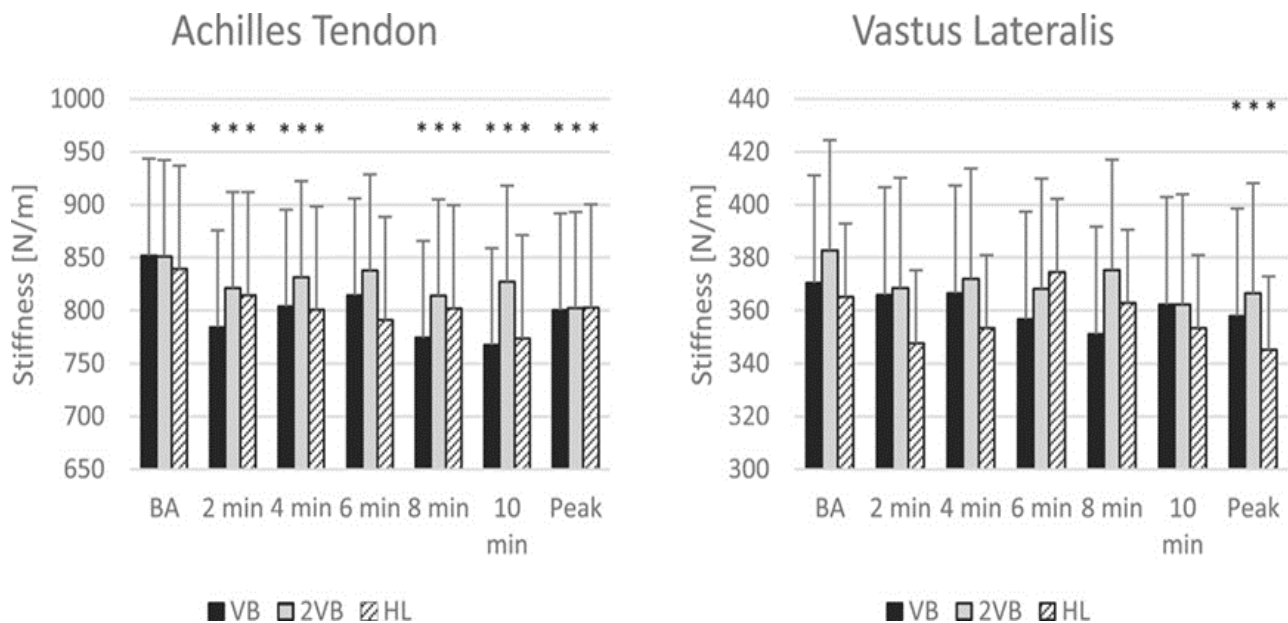 Achilles Tendon
Stiffness [N/m]
1000
950
900
850
800
750
700
650
* * * * * * * * * * * * * * *
BA 2 min 4 min 6 min 8 min 10 min Peak
VB 2VB HL
Vastus Lateralis
Stiffness [N/m]
440
420
400
380
360
340
320
300
* * *
BA 2 min 4 min 6 min 8 min 10 min Peak
VB 2VB HL